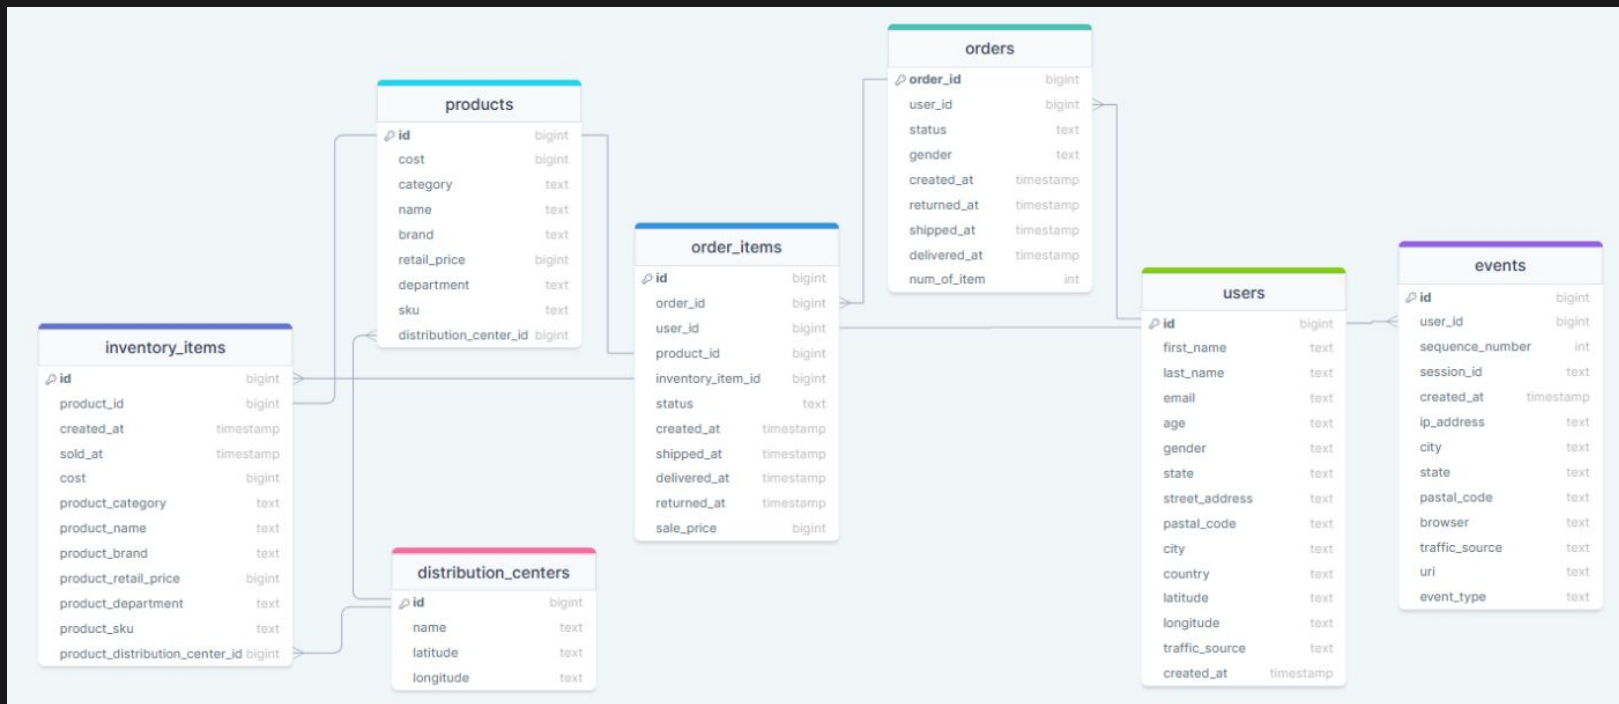 orders
order_id bigint
user_id bigint
status text
gender text
created_at timestamp
returned_at timestamp
shipped_at timestamp
delivered_at timestamp
num_of_item int
products
id bigint
cost bigint
category text
name text
brand text
retail_price bigint
department text
sku text
distribution_center_id bigint
order_items
id bigint
order_id bigint
user_id bigint
product_id bigint
inventory_item_id bigint
status text
created_at timestamp
shipped_at timestamp
delivered_at timestamp
returned_at timestamp
sale_price bigint
users
id bigint
first_name text
last_name text
email text
age text
gender text
state text
street_address text
pastal_code text
city text
country text
latitude text
longitude text
traffic_source text
created_at timestamp
events
id bigint
user_id bigint
sequence_number int
session_id text
created_at timestamp
ip_address text
city text
state text
pastal_code text
browser text
traffic_source text
uri text
event_type text
inventory_items
id bigint
product_id bigint
created_at timestamp
sold_at timestamp
cost bigint
product_category text
product_name text
product_brand text
product_retail_price bigint
product_department text
product_sku text
product_distribution_center_id bigint
distribution_centers
id bigint
name text
latitude text
longitude text